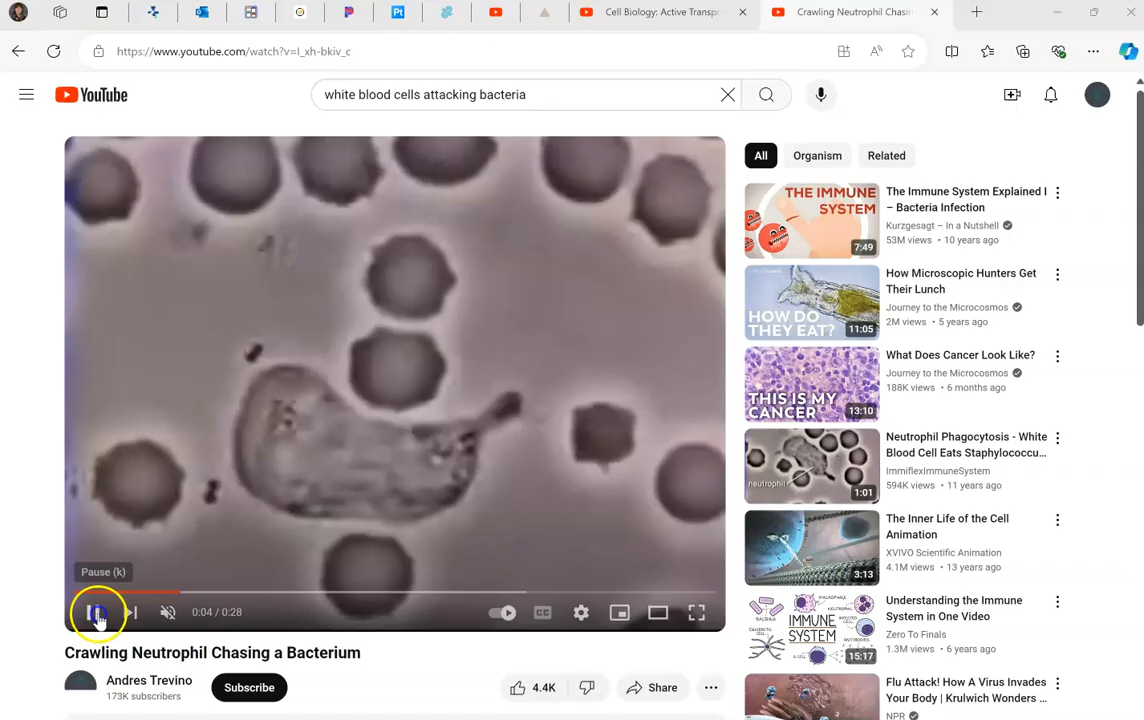 Cell Biology: Active Transpo
Crawling Neutrophil Chasin
https://www.youtube.com/watch?v=I_xh-bkiv_c
YouTube
white blood cells attacking bacteria
All
Organism
Related
THE IMMUNE
SYSTEM
7:49
The Immune System Explained I
– Bacteria Infection
Kurzgesagt – In a Nutshell
53M views • 10 years ago
HOW DO
THEY EAT?
11:05
How Microscopic Hunters Get
Their Lunch
Journey to the Microcosmos
2M views • 5 years ago
THIS IS MY
CANCER
13:10
What Does Cancer Look Like?
Journey to the Microcosmos
188K views • 6 months ago
neutrophil
1:01
Neutrophil Phagocytosis - White
Blood Cell Eats Staphylococcu...
ImmiflexImmuneSystem
594K views • 11 years ago
3:13
The Inner Life of the Cell
Animation
XVIVO Scientific Animation
4.1M views • 13 years ago
IMMUNE
SYSTEM
15:17
Understanding the Immune
System in One Video
Zero To Finals
1.3M views • 6 years ago
Flu Attack! How A Virus Invades
Your Body | Krulwich Wonders ...
NPR
Pause (k)
0:04 / 0:28
CC
Crawling Neutrophil Chasing a Bacterium
Andres Trevino
173K subscribers
Subscribe
4.4K
Share